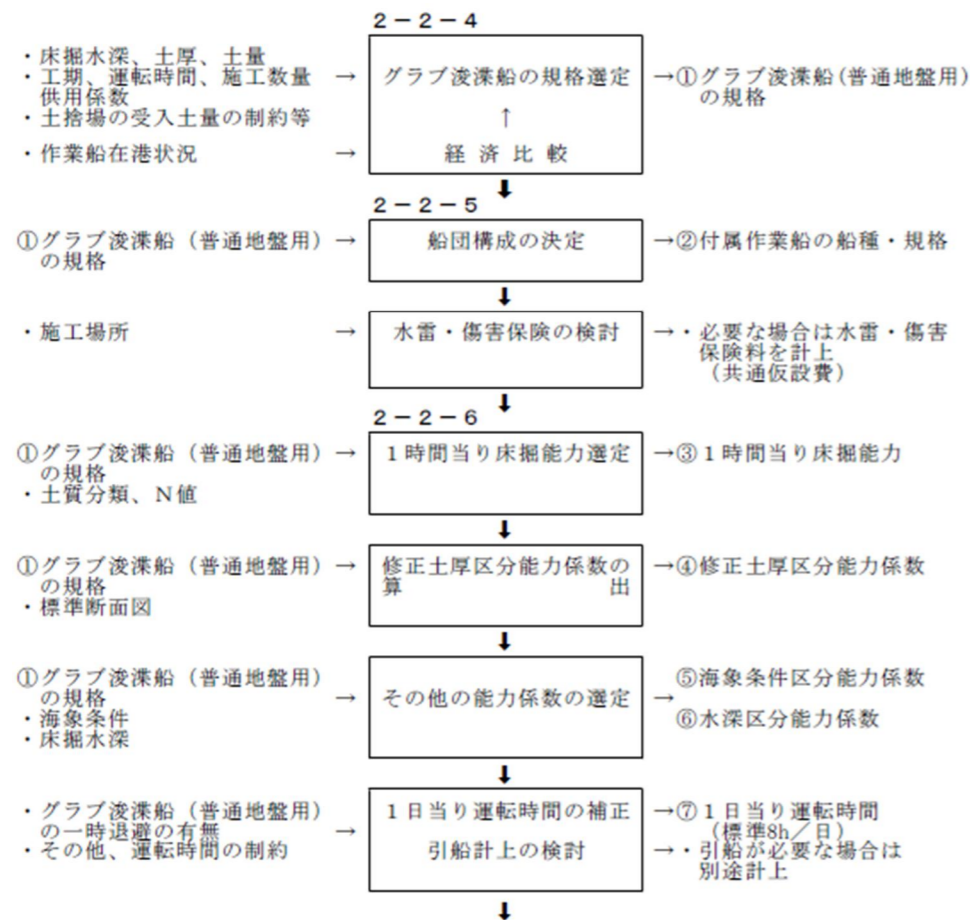 2－2－4
・床掘水深、土厚、土量
・工期、運転時間、施工数量
供用係数
・土捨場の受入土量の制約等
・作業船在港状況
→
→
グラブ浚渫船の規格選定
↑
経 済 比 較
→①グラブ浚渫船(普通地盤用)
の規格
⬇
2－2－5
①グラブ浚渫船（普通地盤用）→
の規格
船団構成の決定
→②付属作業船の船種・規格
⬇
・施工場所
→
水雷・傷害保険の検討
→・必要な場合は水雷・傷害
保険料を計上
（共通仮設費）
⬇
2－2－6
①グラブ浚渫船（普通地盤用）→
の規格
・土質分類、N値
1時間当り床掘能力選定
→③1時間当り床掘能力
⬇
①グラブ浚渫船（普通地盤用）→
の規格
・標準断面図
修正土厚区分能力係数の
算 出
→④修正土厚区分能力係数
⬇
①グラブ浚渫船（普通地盤用）
の規格
・海象条件
・床掘水深
→
その他の能力係数の選定
→
⑤海象条件区分能力係数
⑥水深区分能力係数
⬇
・グラブ浚渫船（普通地盤用）
の一時退避の有無
・その他、運転時間の制約
→
1日当り運転時間の補正
引船計上の検討
→⑦1日当り運転時間
(標準8h／日)
→・引船が必要な場合は
別途計上
⬇